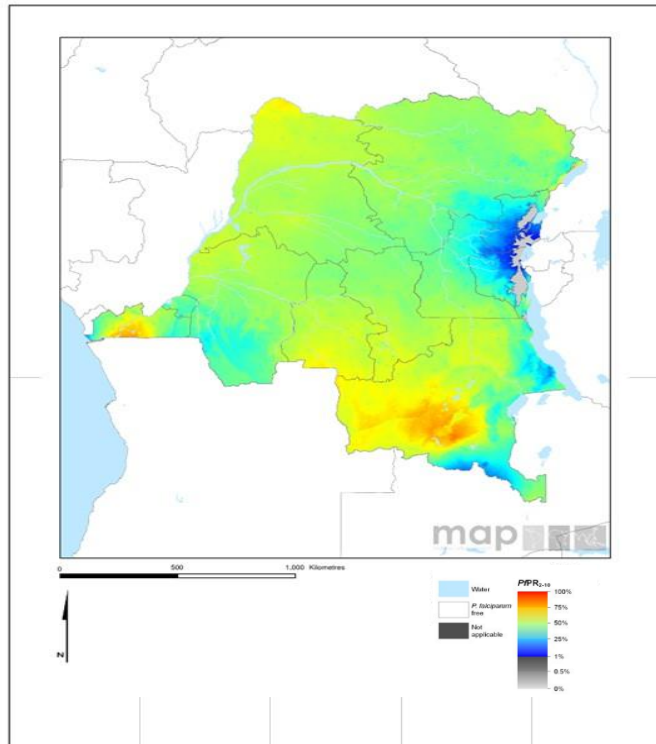 map
0 500 1,000 Kilometres
N
Water
P. falciparum
free
Not
applicable
PfPR2-10
100%
75%
50%
25%
1%
0.5%
0%